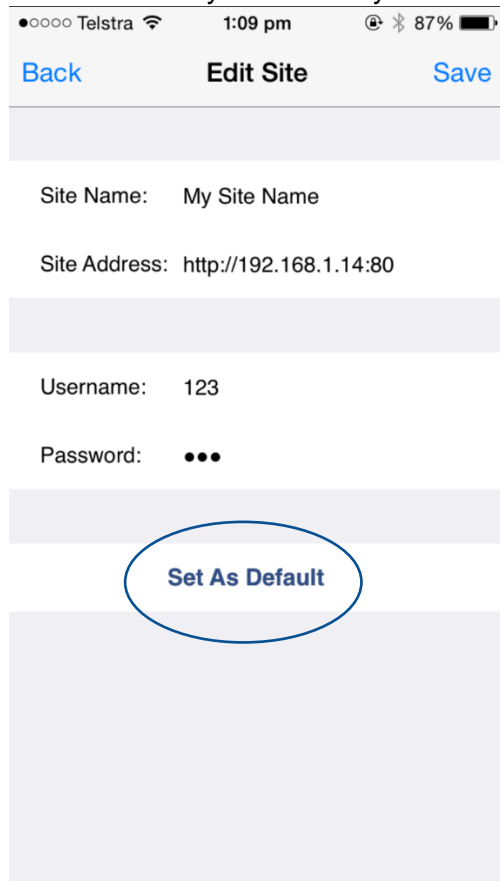 Telstra 1:09 pm 87%
Back Edit Site Save
Site Name: My Site Name
Site Address: http://192.168.1.14:80
Username: 123
Password: ●●●
Set As Default